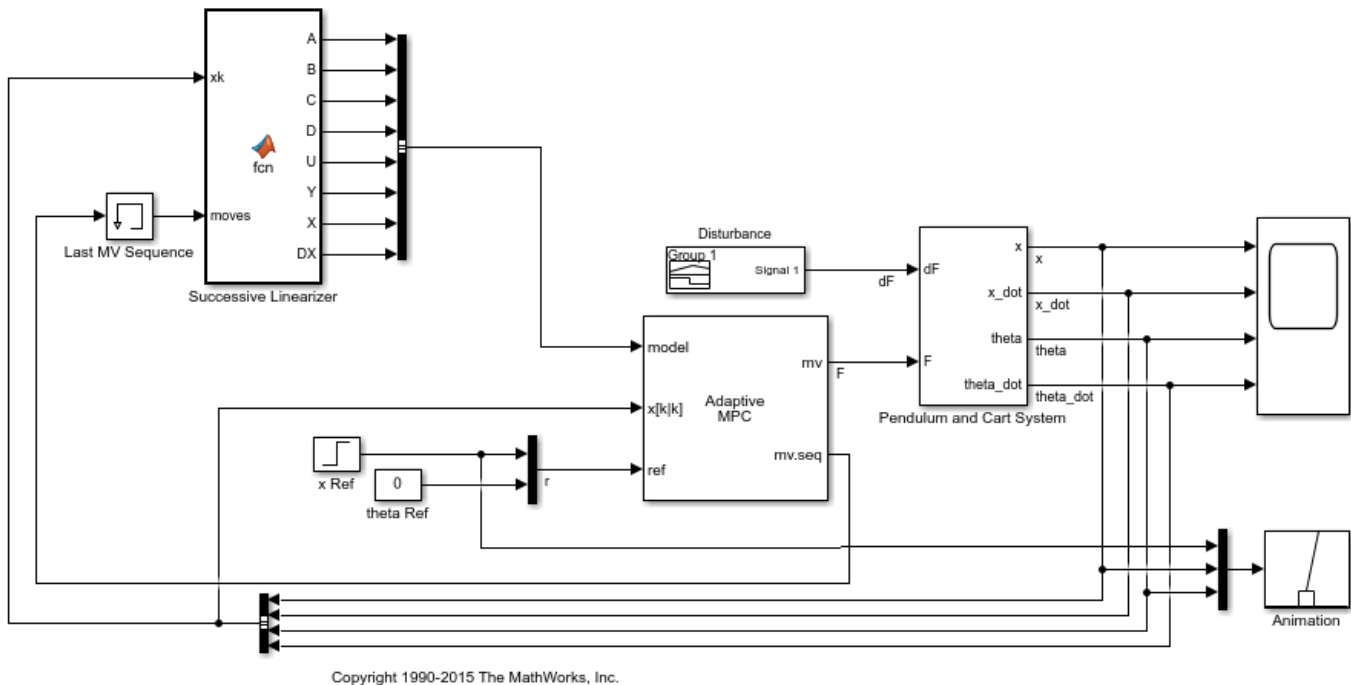 A
B
C
D
U
Y
X
DX
xk
fcn
moves
Last MV Sequence
Successive Linearizer
Disturbance
Group 1
Signal 1
dF
dF
F
x
x_dot
theta
theta_dot
x
x_dot
theta
theta_dot
Pendulum and Cart System
model
x[k|k]
ref
Adaptive
MPC
mv
mv.seq
F
x Ref
0
theta Ref
r
Animation
Copyright 1990-2015 The MathWorks, Inc.